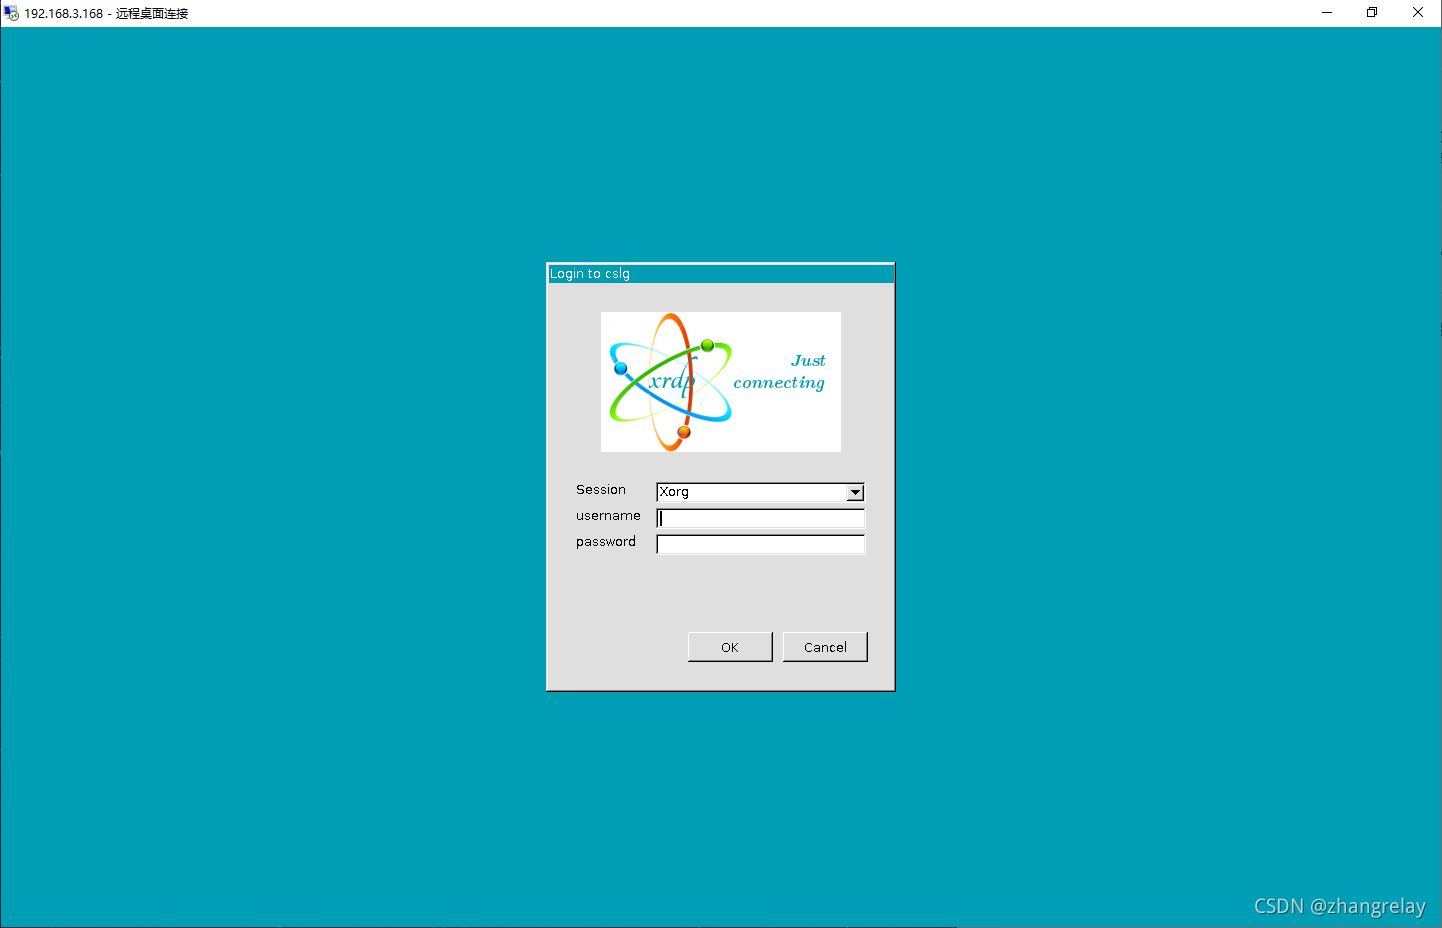 192.168.3.168 - 远程桌面连接
Login to cslg
xrdp
Just
connecting
Session
Xorg
username
password
OK
Cancel
CSDN @zhangrelay